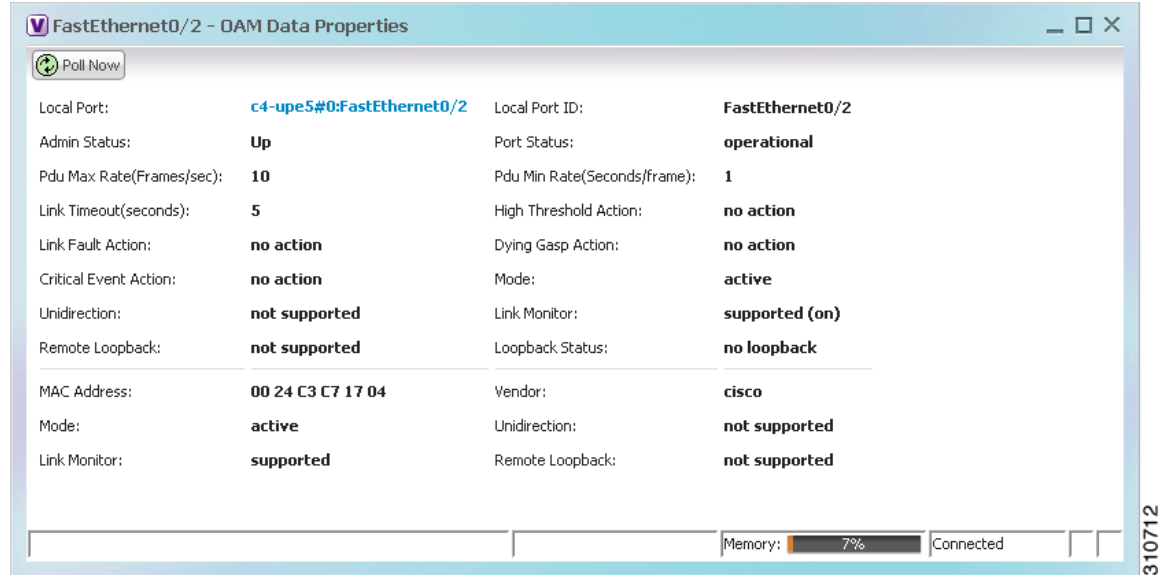 V FastEthernet0/2 - OAM Data Properties
Poll Now
Local Port: c4-upe5#0:FastEthernet0/2 Local Port ID: FastEthernet0/2
Admin Status: Up Port Status: operational
Pdu Max Rate(Frames/sec): 10 Pdu Min Rate(Seconds/frame): 1
Link Timeout(seconds): 5 High Threshold Action: no action
Link Fault Action: no action Dying Gasp Action: no action
Critical Event Action: no action Mode: active
Unidirection: not supported Link Monitor: supported (on)
Remote Loopback: not supported Loopback Status: no loopback
MAC Address: 00 24 C3 C7 17 04 Vendor: cisco
Mode: active Unidirection: not supported
Link Monitor: supported Remote Loopback: not supported
Memory: 7% Connected
310712